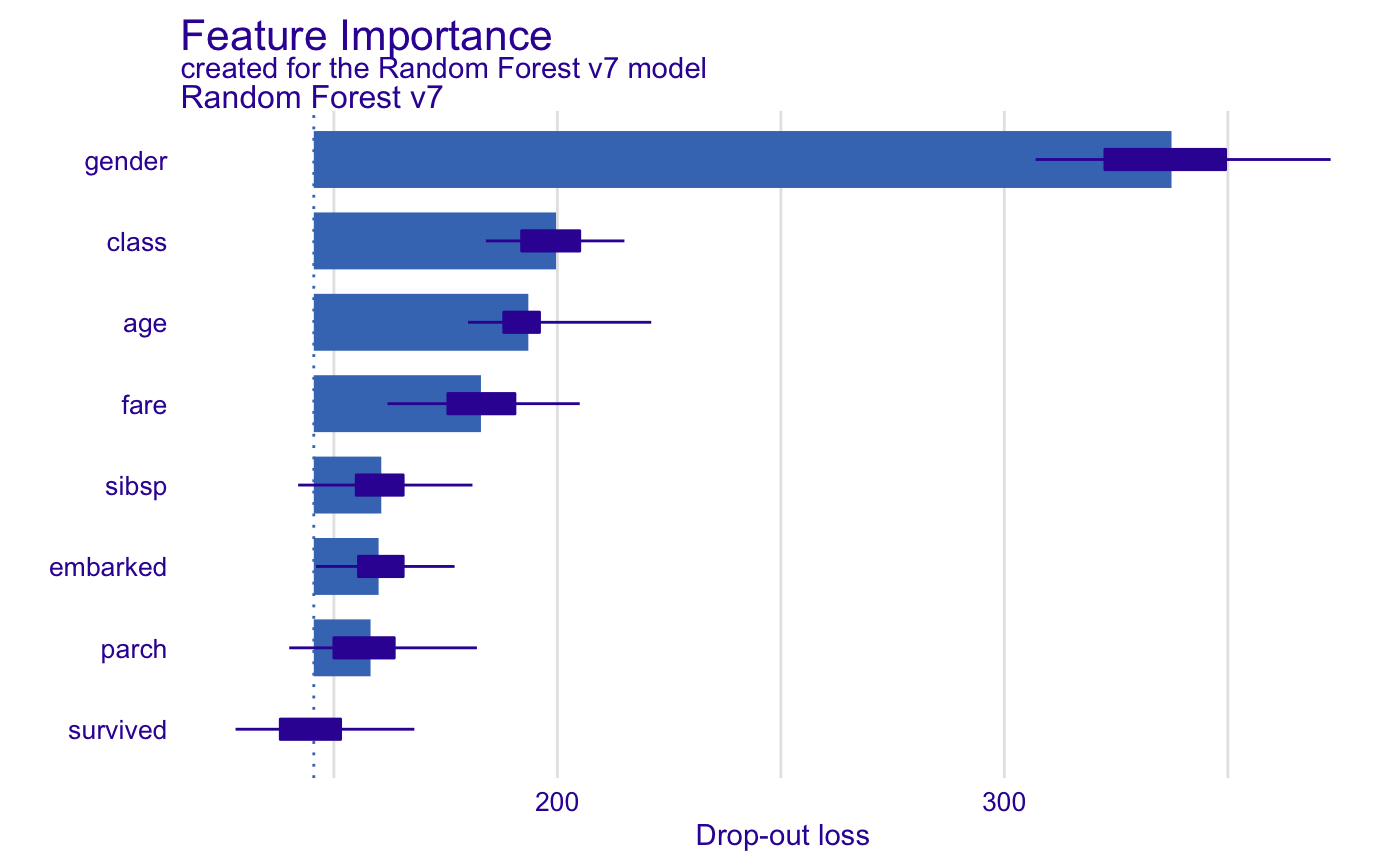 Feature Importance
created for the Random Forest v7 model
Random Forest v7
gender
class
age
fare
sibsp
embarked
parch
survived
200
300
Drop-out loss